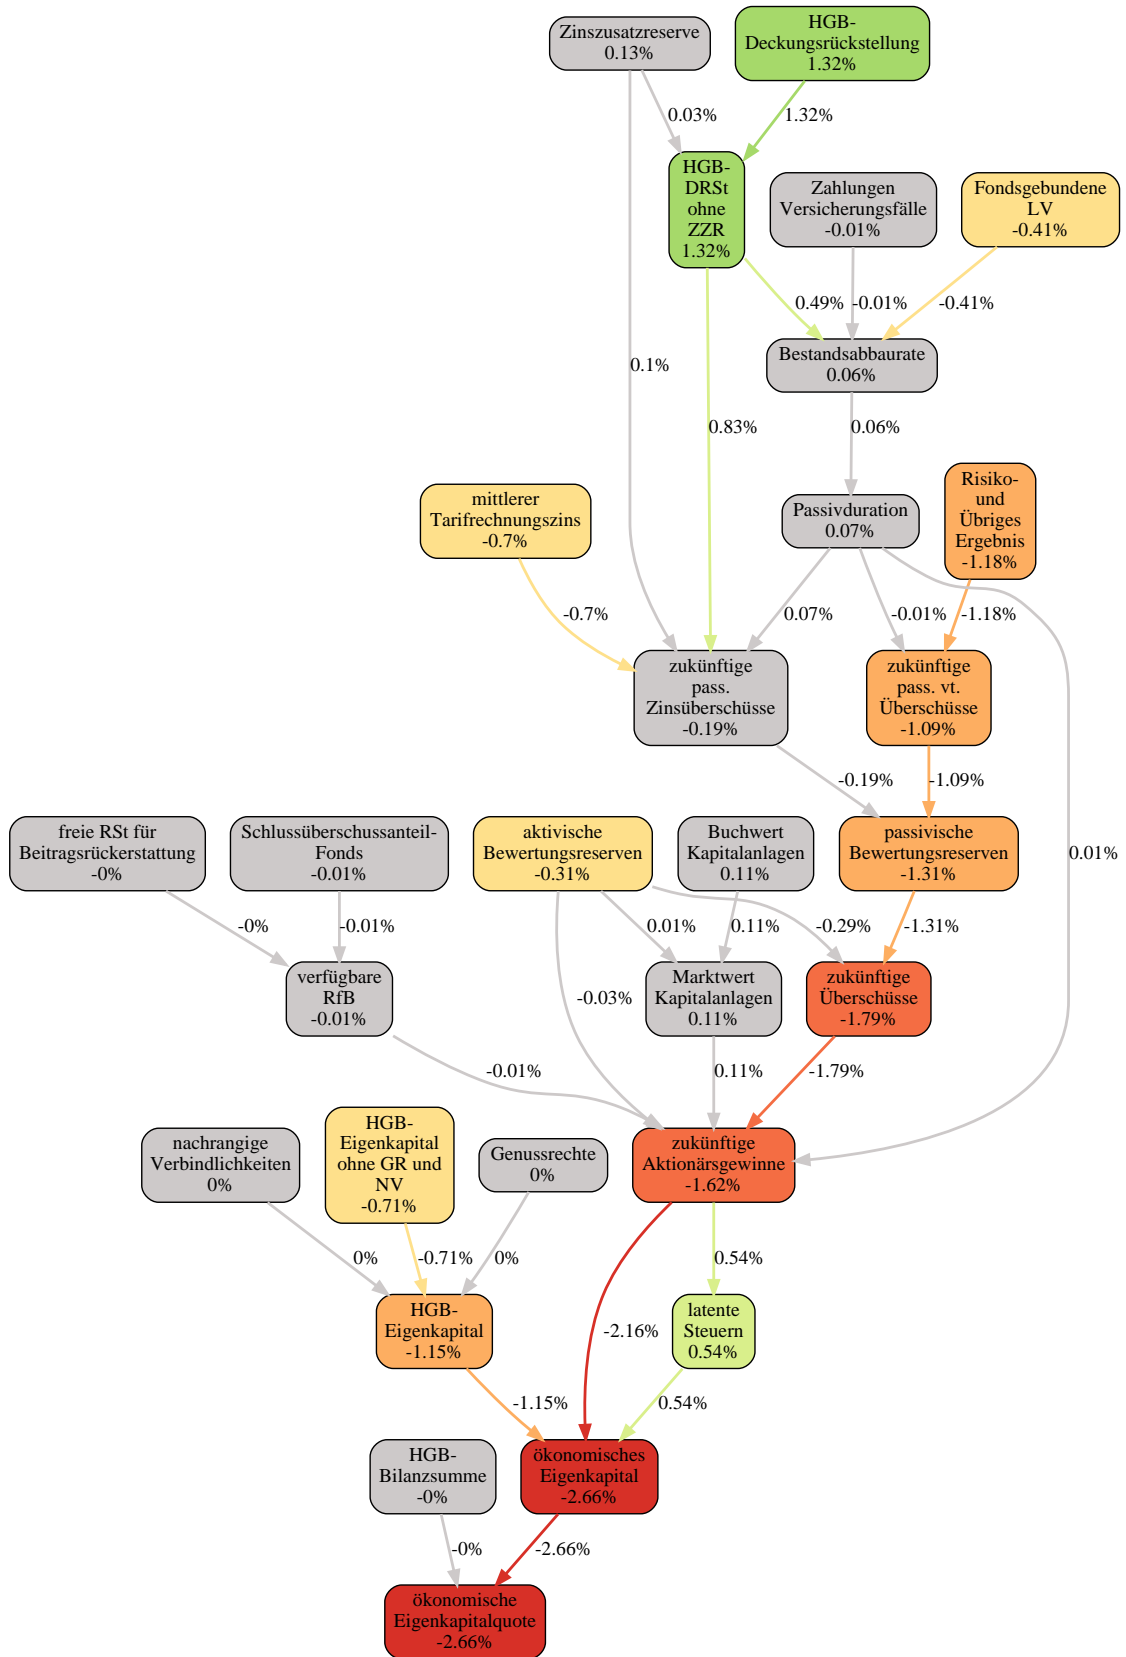 Zinszusatzreserve
0.13%
HGB-
Deckungsrückstellung
1.32%
0.03%
1.32%
HGB-
DRSt
ohne
ZZR
1.32%
Zahlungen
Versicherungsfälle
-0.01%
Fondsgebundene
LV
-0.41%
0.49%
-0.01%
-0.41%
Bestandsabbaurate
0.06%
0.1%
0.83%
0.06%
mittlerer
Tarifrechnungszins
-0.7%
Passivduration
0.07%
Risiko-
und
Übriges
Ergebnis
-1.18%
-0.7%
0.07%
-0.01%
-1.18%
zukünftige
pass.
Zinsüberschüsse
-0.19%
zukünftige
pass. vt.
Überschüsse
-1.09%
-0.19%
-1.09%
freie RSt für
Beitragsrückerstattung
-0%
Schlussüberschussanteil-
Fonds
-0.01%
aktivische
Bewertungsreserven
-0.31%
Buchwert
Kapitalanlagen
0.11%
passivische
Bewertungsreserven
-1.31%
0.01%
-0%
-0.01%
0.01%
0.11%
-0.29%
-1.31%
verfügbare
RfB
-0.01%
-0.03%
Marktwert
Kapitalanlagen
0.11%
zukünftige
Überschüsse
-1.79%
-0.01%
0.11%
-1.79%
nachrangige
Verbindlichkeiten
0%
HGB-
Eigenkapital
ohne GR und
NV
-0.71%
Genussrechte
0%
zukünftige
Aktionärsgewinne
-1.62%
0%
-0.71%
0%
0.54%
HGB-
Eigenkapital
-1.15%
-2.16%
latente
Steuern
0.54%
-1.15%
0.54%
HGB-
Bilanzsumme
-0%
ökonomisches
Eigenkapital
-2.66%
-0%
-2.66%
ökonomische
Eigenkapitalquote
-2.66%